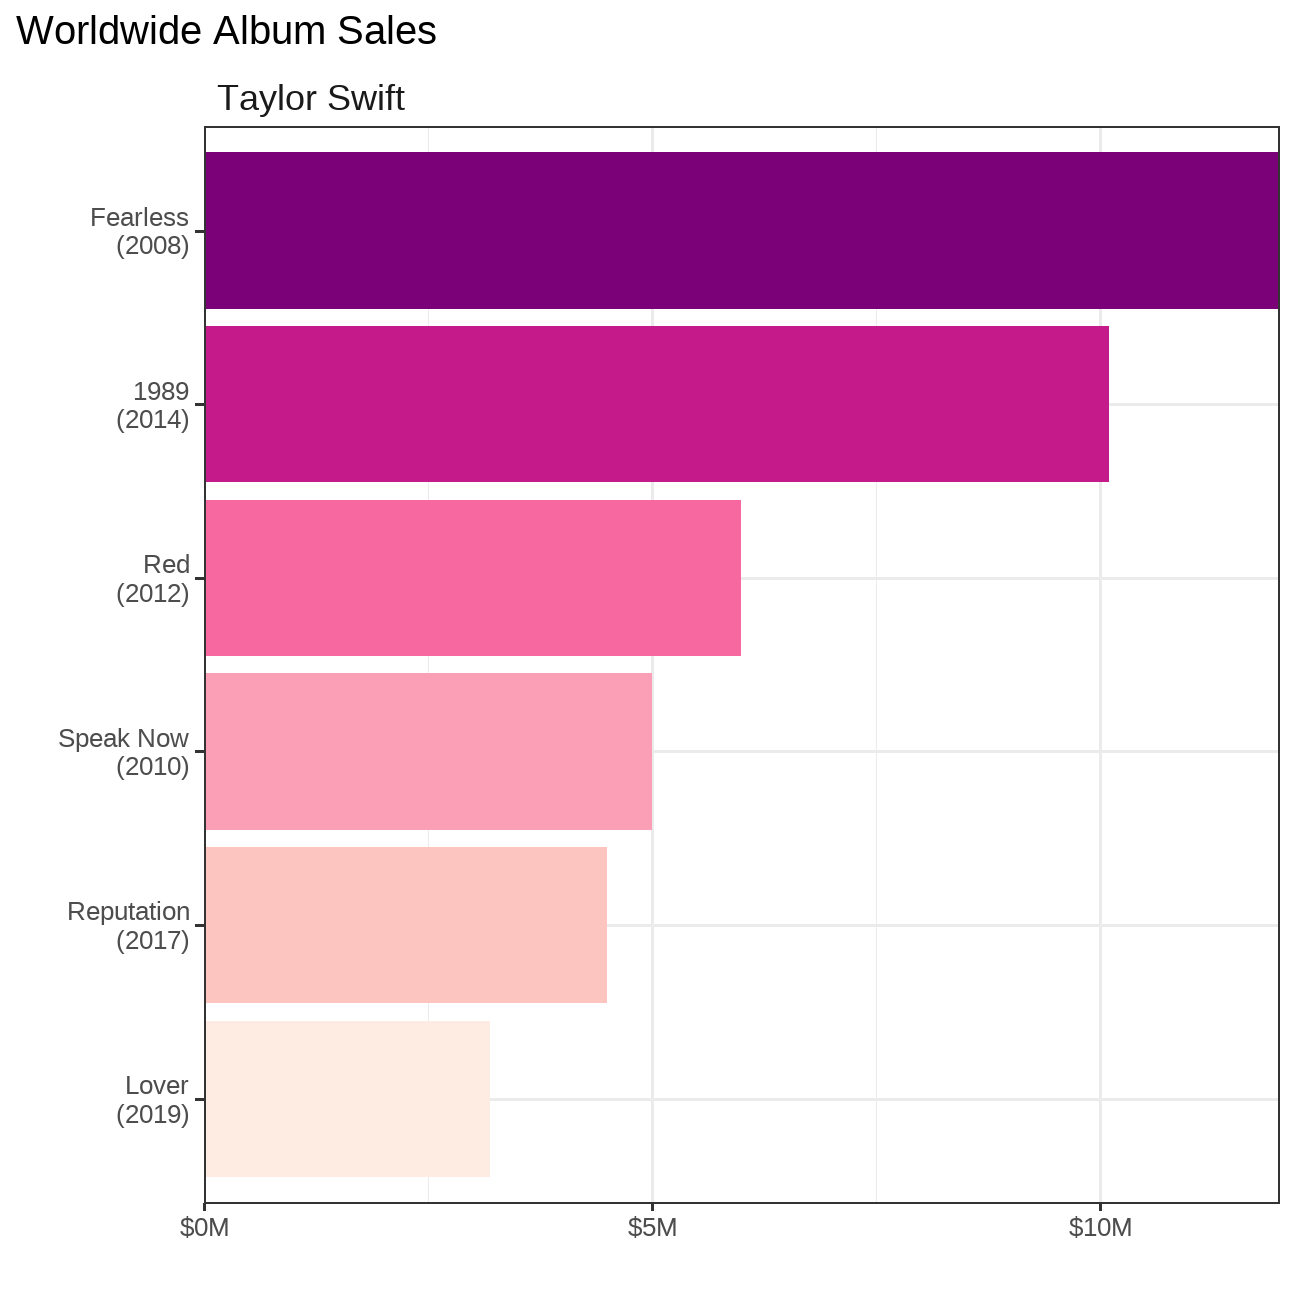 Worldwide Album Sales
Taylor Swift
Fearless
(2008)
1989
(2014)
Red
(2012)
Speak Now
(2010)
Reputation
(2017)
Lover
(2019)
$0M
$5M
$10M